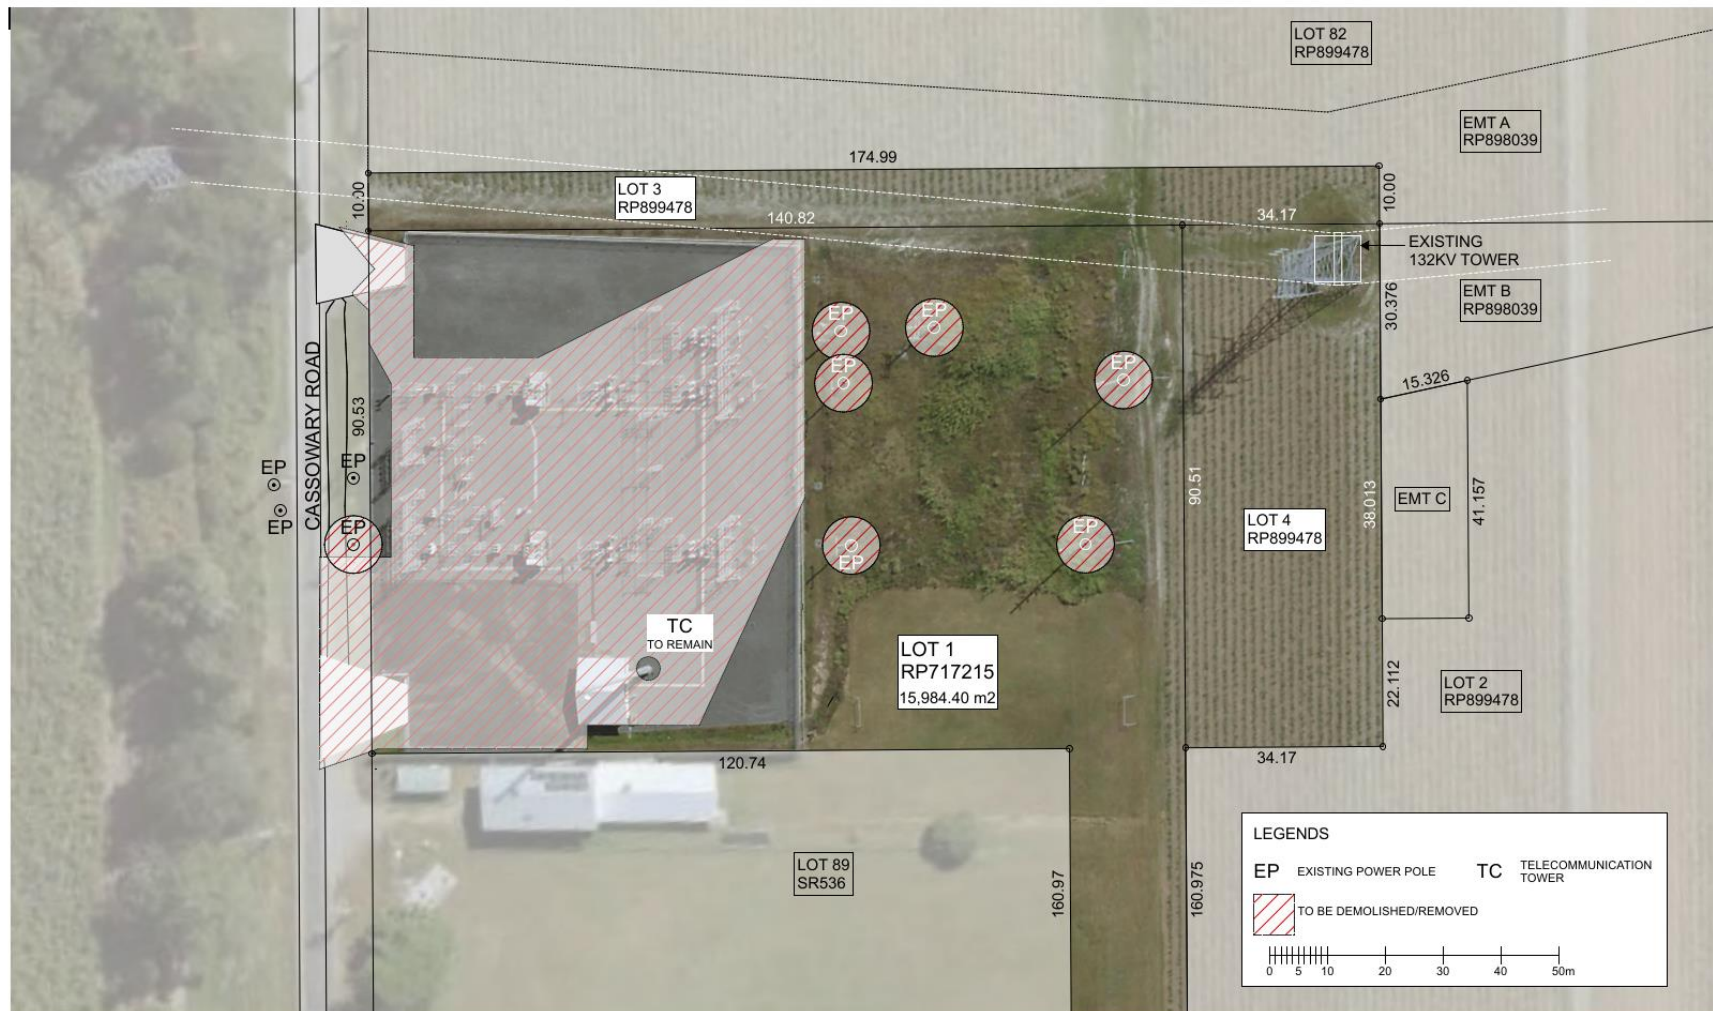 LOT 82
RP899478
EMT A
RP898039
174.99
LOT 3
RP899478
10.00
10.00
140.82
34.17
EXISTING
132KV TOWER
EMT B
RP898039
30.376
EP
EP
EP
EP
15.326
CASSOWARY ROAD
90.53
EP
EP
EP
EP
90.51
38.013
EMT C
41.157
LOT 4
RP899478
EP
EP
TC
TO REMAIN
LOT 1
RP717215
15,984.40 m2
22.112
LOT 2
RP899478
120.74
34.17
LOT 89
SR536
160.97
160.975
LEGENDS
EP EXISTING POWER POLE
TC TELECOMMUNICATION
TOWER
TO BE DEMOLISHED/REMOVED
0 5 10 20 30 40 50m